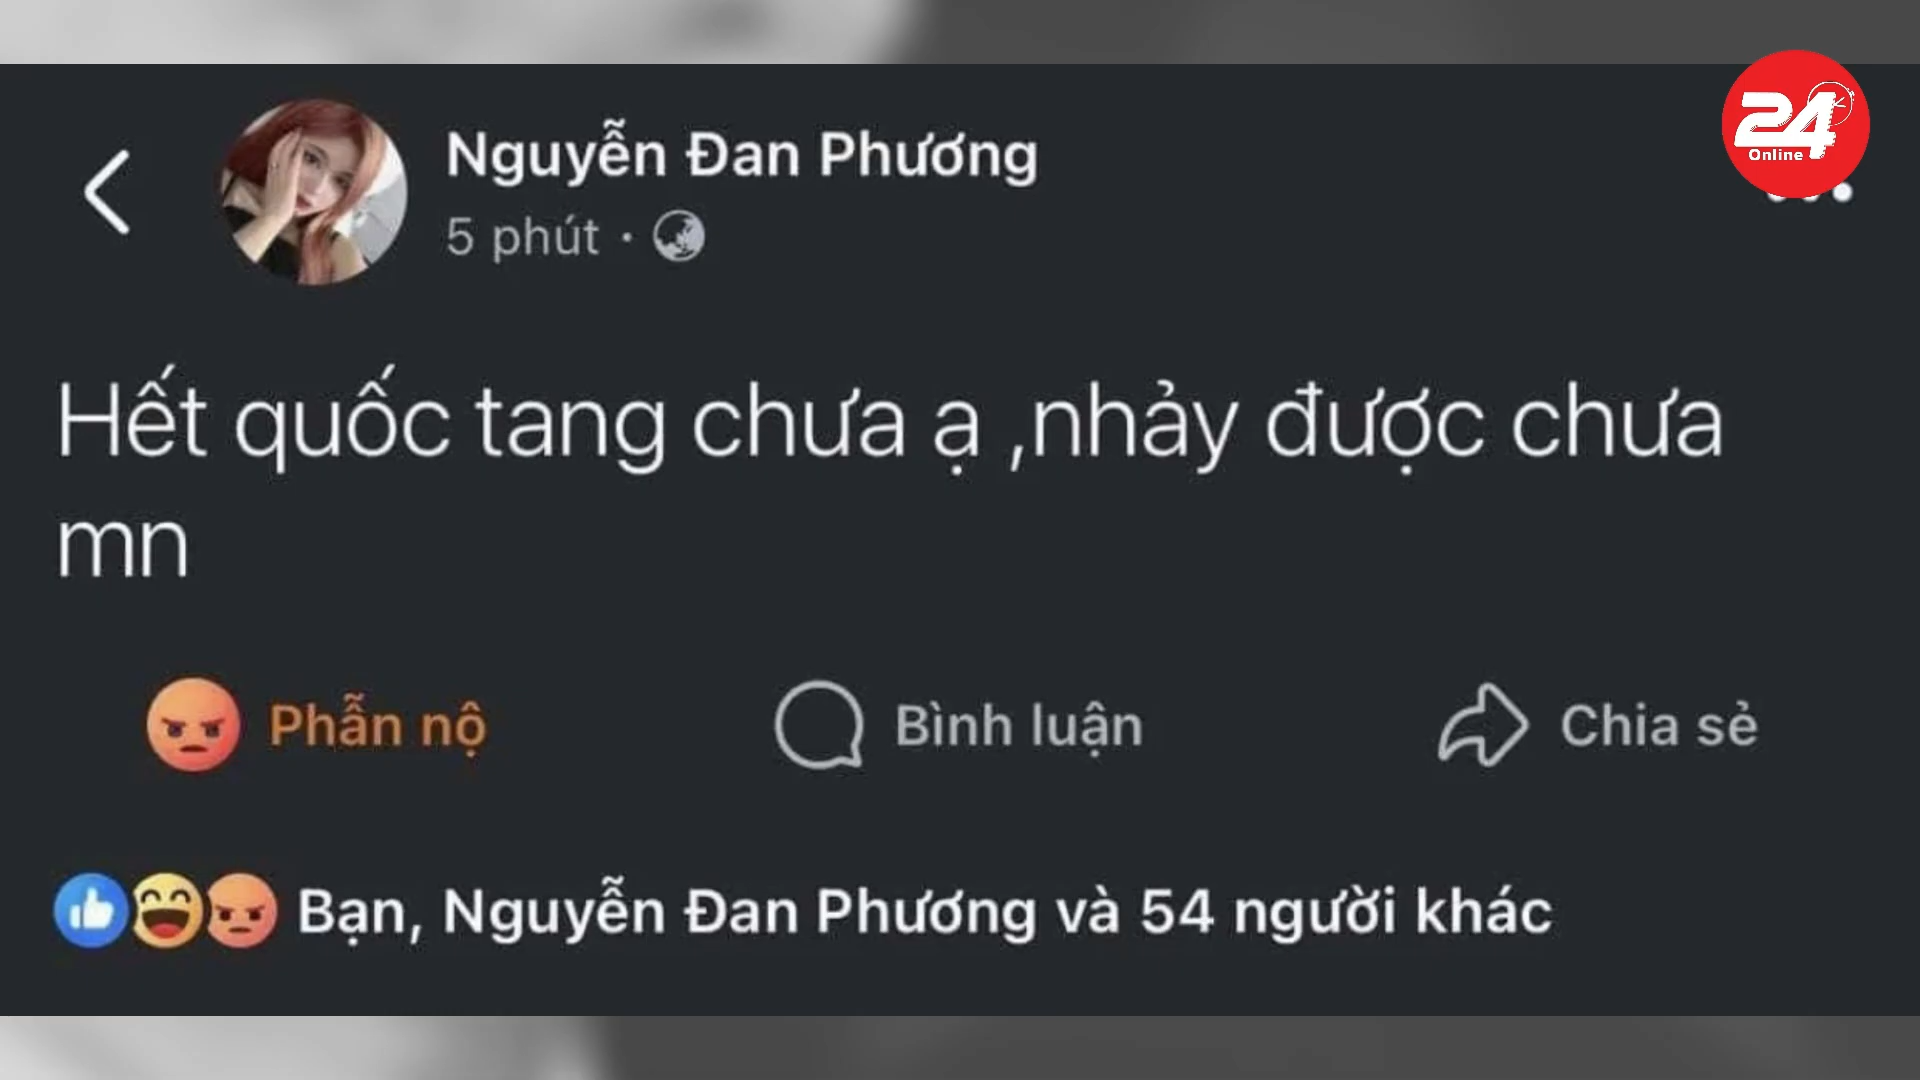 24
Online
Nguyễn Đan Phương
5 phút ·
Hết quốc tang chưa ạ ,nhảy được chưa
mn
Phẫn nộ
Bình luận
Chia sẻ
Bạn, Nguyễn Đan Phương và 54 người khác